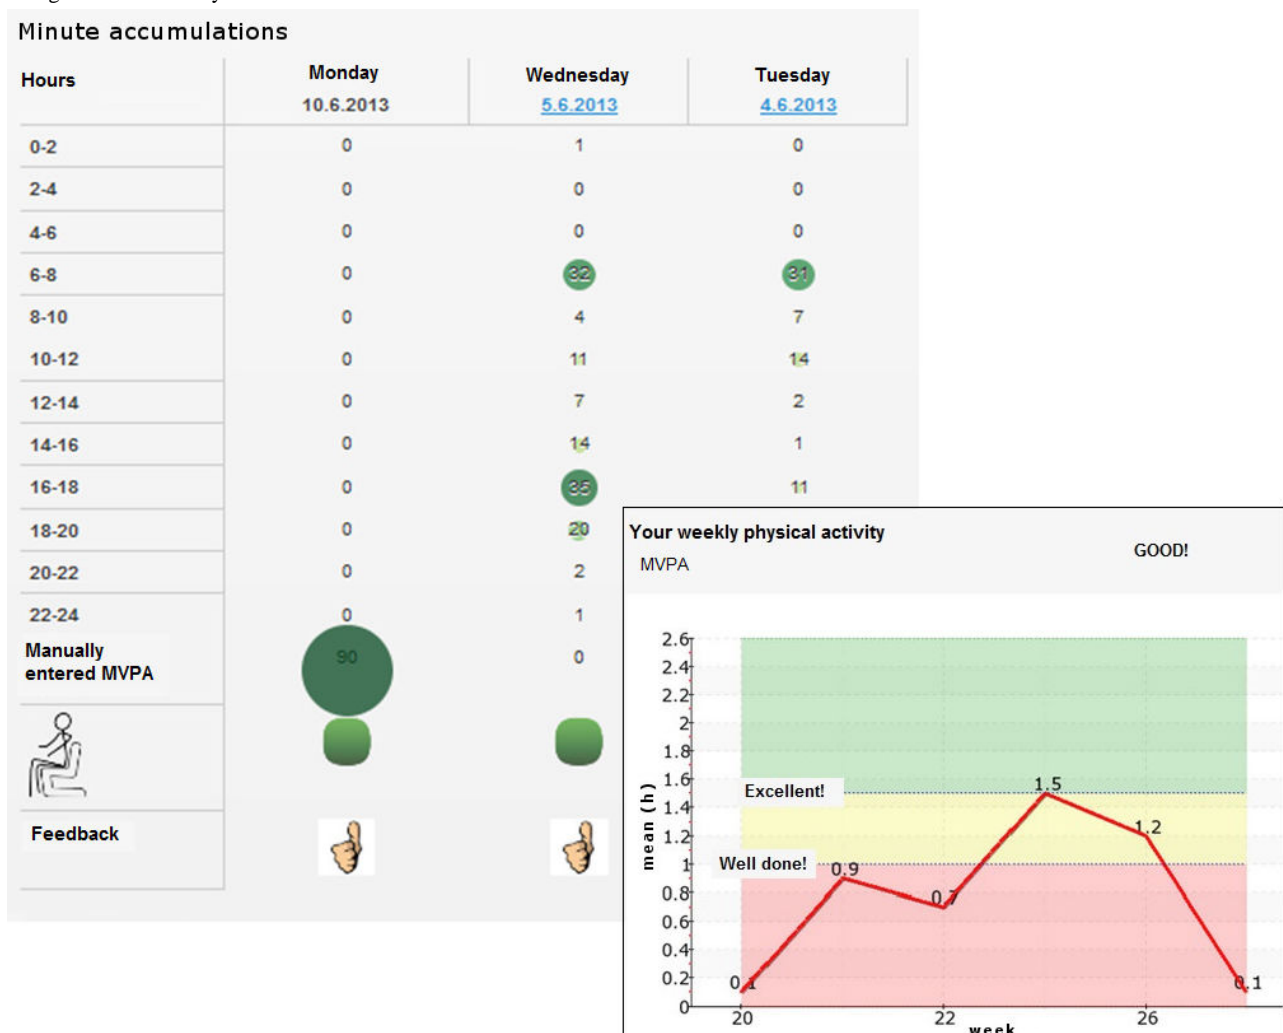 Minute accumulations
Hours Monday Wednesday Tuesday
10.6.2013 5.6.2013 4.6.2013
0-2 0 1 0
2-4 0 0 0
4-6 0 0 0
6-8 0 32 31
8-10 0 4 7
10-12 0 11 14
12-14 0 7 2
14-16 0 14 1
16-18 0 35 11
18-20 0 20
20-22 0 2
22-24 0 1
Manually
entered MVPA 90 0
Feedback
Your weekly physical activity
MVPA
GOOD!
mean (h)
2.6
2.4
2.2
2
1.8
1.6
1.4
1.2
1
0.8
0.6
0.4
0.2
0
Excellent!
Well done!
0.1
0.9
0.7
1.5
1.2
0.1
20 22 26
week